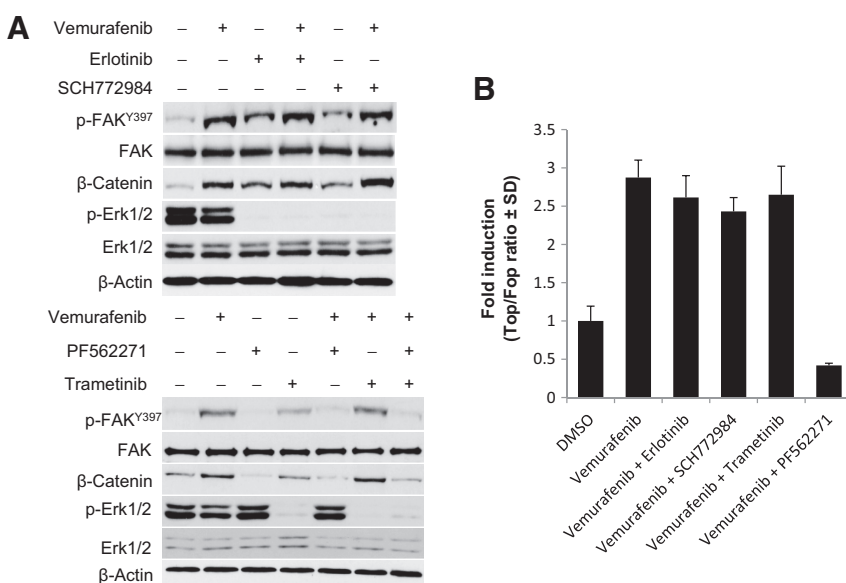 A
Vemurafenib – + – + – +
Erlotinib – – + + – –
SCH772984 – – – – + +
p-FAKY397
FAK
β-Catenin
p-Erk1/2
Erk1/2
β-Actin
Vemurafenib – + – – + + +
PF562271 – – + – + – +
Trametinib – – – + – + +
p-FAKY397
FAK
β-Catenin
p-Erk1/2
Erk1/2
β-Actin
B
Fold induction
(Top/Fop ratio ± SD)
3.5
3
2.5
2
1.5
1
0.5
0
DMSO
Vemurafenib
Vemurafenib + Erlotinib
Vemurafenib + SCH772984
Vemurafenib + Trametinib
Vemurafenib + PF562271